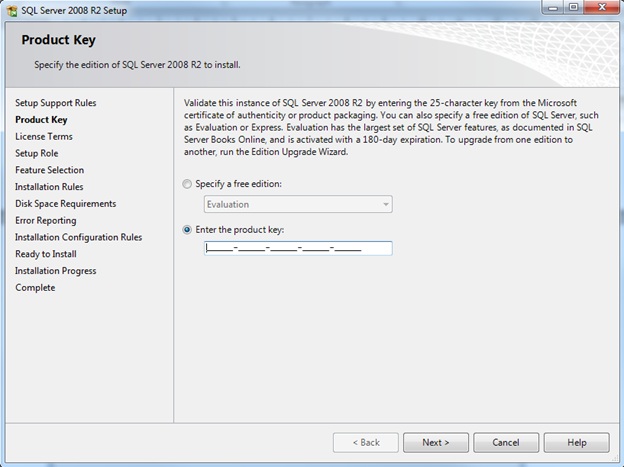 SQL Server 2008 R2 Setup
Product Key
Specify the edition of SQL Server 2008 R2 to install.
Setup Support Rules
Product Key
License Terms
Setup Role
Feature Selection
Installation Rules
Disk Space Requirements
Error Reporting
Installation Configuration Rules
Ready to Install
Installation Progress
Complete
Validate this instance of SQL Server 2008 R2 by entering the 25-character key from the Microsoft
certificate of authenticity or product packaging. You can also specify a free edition of SQL Server, such
as Evaluation or Express. Evaluation has the largest set of SQL Server features, as documented in SQL
Server Books Online, and is activated with a 180-day expiration. To upgrade from one edition to
another, run the Edition Upgrade Wizard.
Specify a free edition:
Evaluation
Enter the product key:
_____-_____-_____-_____-_____
< Back
Next >
Cancel
Help